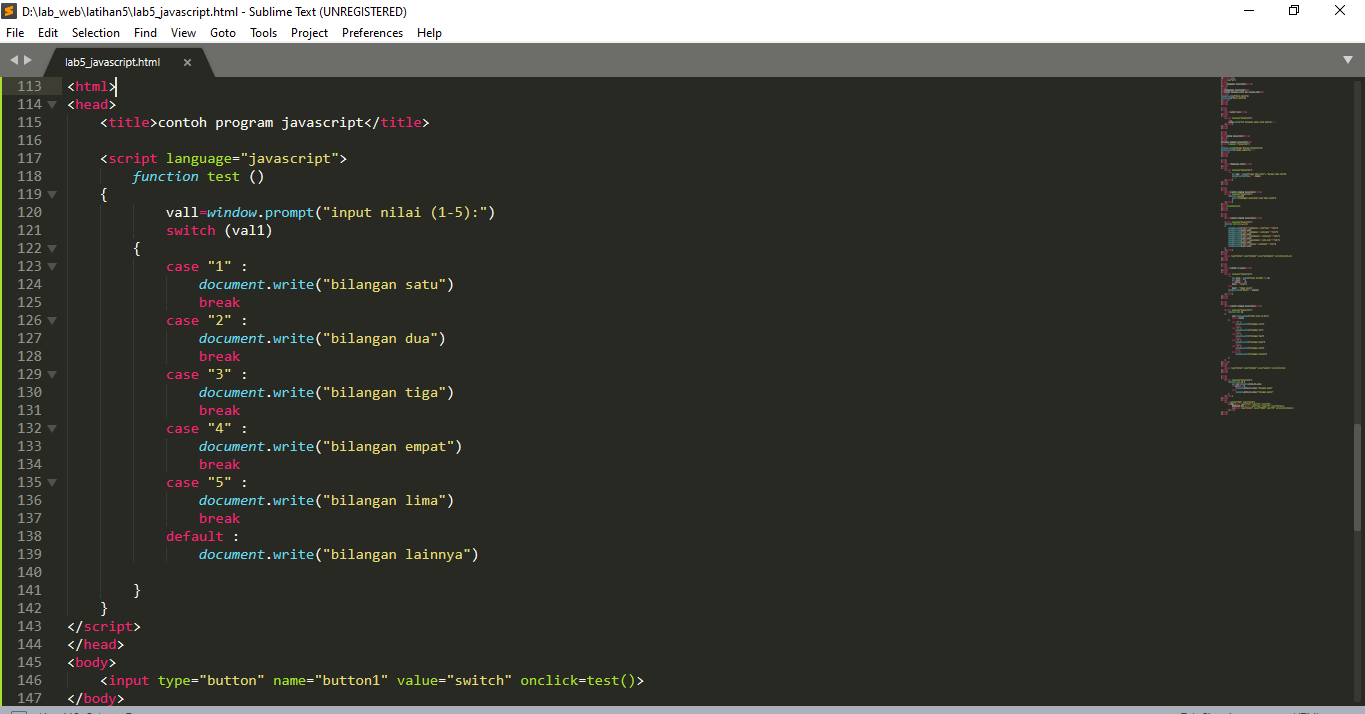 D:\lab_web\latihan5\lab5_javascript.html - Sublime Text (UNREGISTERED)
File Edit Selection Find View Goto Tools Project Preferences Help
lab5_javascript.html
113 <html>
114 <head>
115 <title>contoh program javascript</title>
116
117 <script language="javascript">
118 function test ()
119 {
120 vall=window.prompt("input nilai (1-5):")
121 switch (val1)
122 {
123 case "1" :
124 document.write("bilangan satu")
125 break
126 case "2" :
127 document.write("bilangan dua")
128 break
129 case "3" :
130 document.write("bilangan tiga")
131 break
132 case "4" :
133 document.write("bilangan empat")
134 break
135 case "5" :
136 document.write("bilangan lima")
137 break
138 default :
139 document.write("bilangan lainnya")
140
141 }
142 }
143 </script>
144 </head>
145 <body>
146 <input type="button" name="button1" value="switch" onclick=test()>
147 </body>